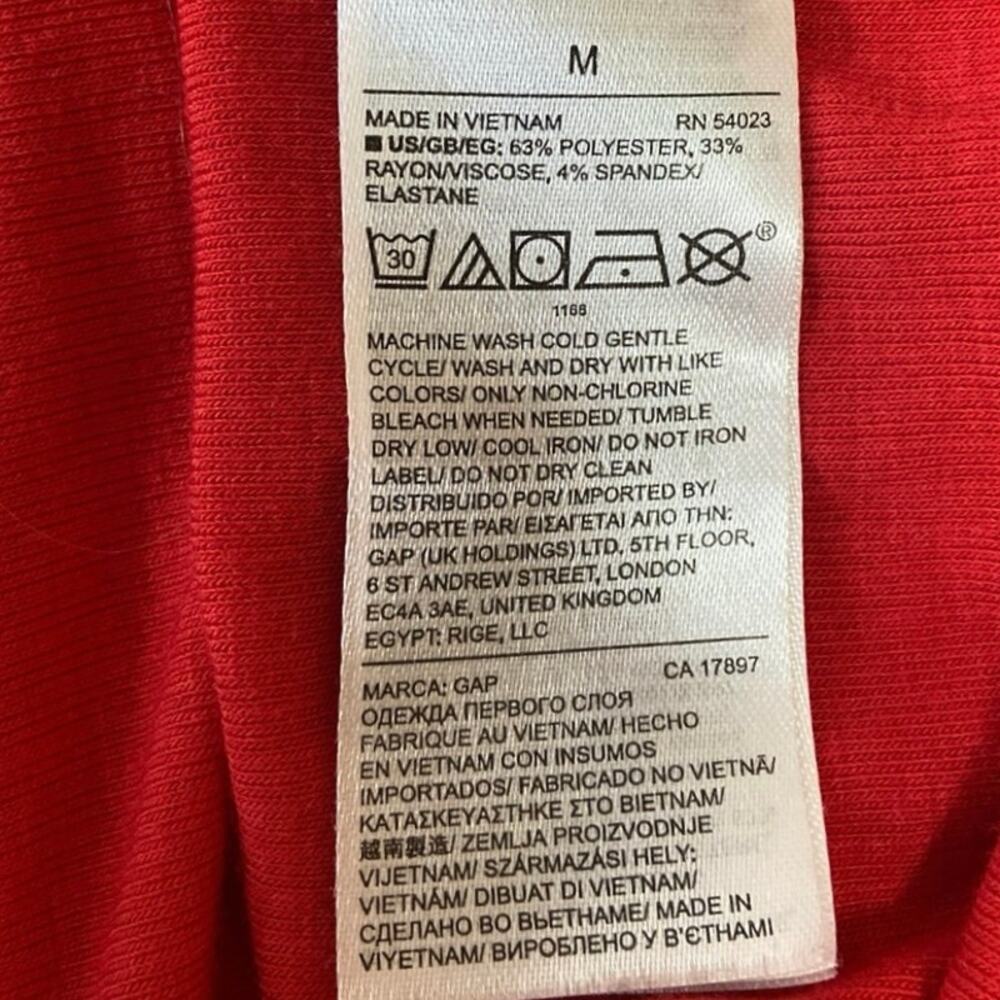 M
MADE IN VIETNAM RN 54023
US/GB/EG: 63% POLYESTER, 33%
RAYON/VISCOSE, 4% SPANDEX/
ELASTANE
30 ®
1166
MACHINE WASH COLD GENTLE
CYCLE/ WASH AND DRY WITH LIKE
COLORS/ ONLY NON-CHLORINE
BLEACH WHEN NEEDED/ TUMBLE
DRY LOW/ COOL IRON/ DO NOT IRON
LABEL/ DO NOT DRY CLEAN
DISTRIBUIDO POR/ IMPORTED BY/
IMPORTE PAR/ ΕΙΣΑΓΕΤΑΙ ΑΠΟ ΤΗΝ:
GAP (UK HOLDINGS) LTD, 5TH FLOOR,
6 ST ANDREW STREET, LONDON
EC4A 3AE, UNITED KINGDOM
EGYPT: RIGE, LLC
MARCA: GAP CA 17897
ОДЕЖДА ПЕРВОГО СЛОЯ
FABRIQUE AU VIETNAM/ HECHO
EN VIETNAM CON INSUMOS
IMPORTADOS/ FABRICADO NO VIETNÃ/
ΚΑΤΑΣΚΕΥΑΣΤΗΚΕ ΣΤΟ ΒΙΕΤΝΑΜ/
越南製造/ ZEMLJA PROIZVODNJE
VIJETNAM/ SZÁRMAZÁSI HELY:
VIETNÁM/ DIBUAT DI VIETNAM/
СДЕЛАНО ВО ВЬЕТНАМЕ/ MADE IN
VIYETNAM/ ВИРОБЛЕНО У В'ЄТНАМІ